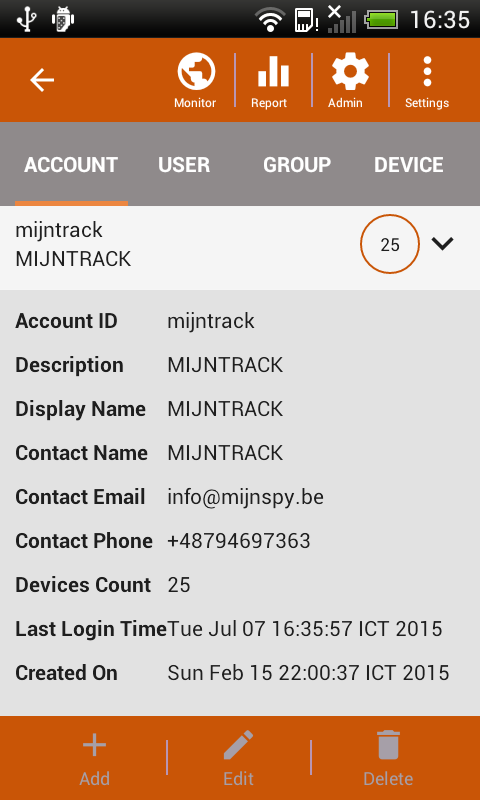 16:35
Monitor Report Admin Settings
ACCOUNT USER GROUP DEVICE
mijntrack
MIJNTRACK
25
Account ID mijntrack
Description MIJNTRACK
Display Name MIJNTRACK
Contact Name MIJNTRACK
Contact Email info@mijnspy.be
Contact Phone +48794697363
Devices Count 25
Last Login Time Tue Jul 07 16:35:57 ICT 2015
Created On Sun Feb 15 22:00:37 ICT 2015
Add Edit Delete